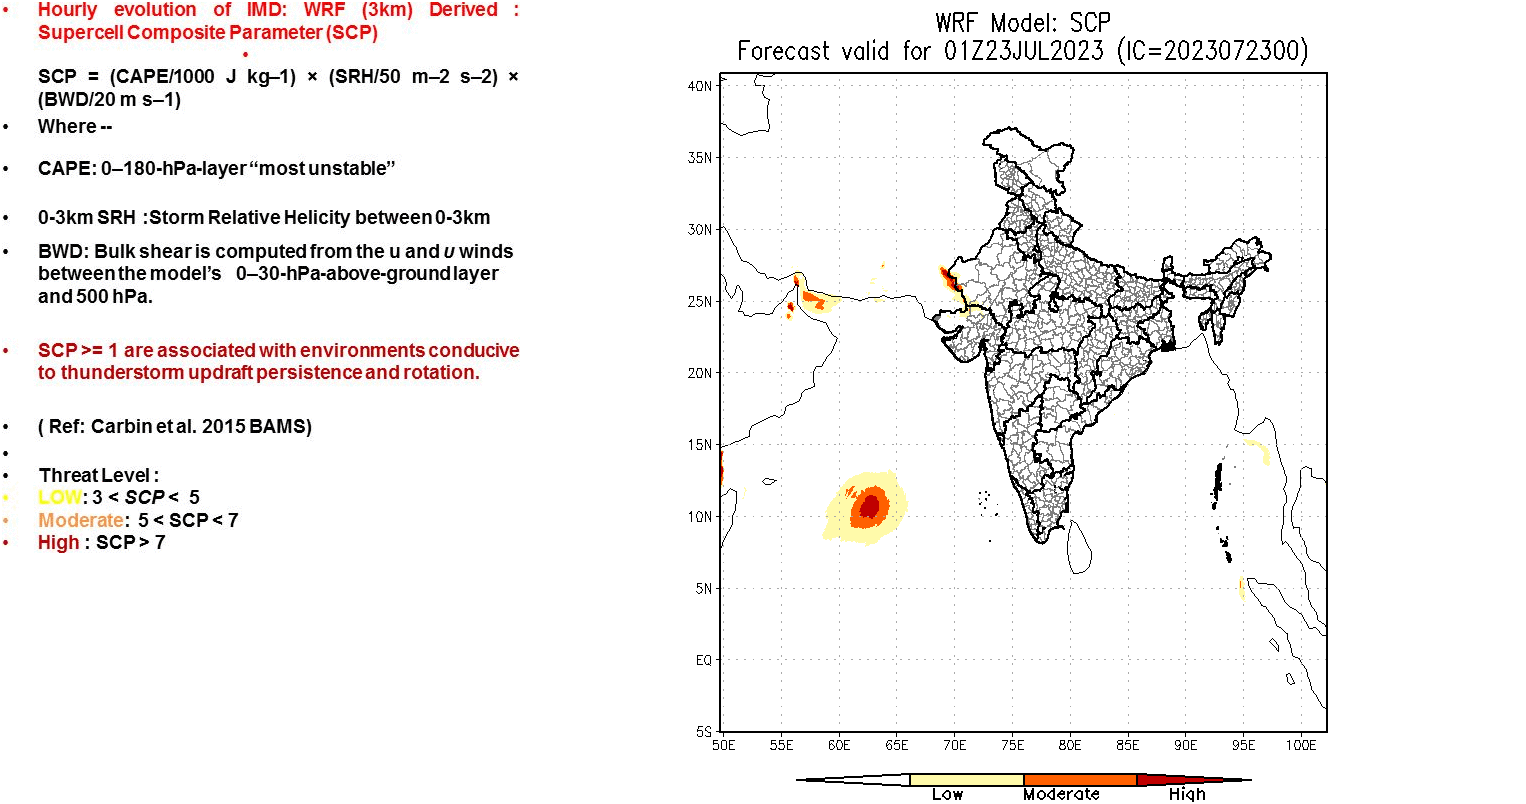 • Hourly evolution of IMD: WRF (3km) Derived :
Supercell Composite Parameter (SCP)
•
SCP = (CAPE/1000 J kg–1) × (SRH/50 m–2 s–2) ×
(BWD/20 m s–1)
• Where --
• CAPE: 0–180-hPa-layer “most unstable”
• 0-3km SRH :Storm Relative Helicity between 0-3km
• BWD: Bulk shear is computed from the u and υ winds
between the model’s 0–30-hPa-above-ground layer
and 500 hPa.
• SCP >= 1 are associated with environments conducive
to thunderstorm updraft persistence and rotation.
• ( Ref: Carbin et al. 2015 BAMS)
•
• Threat Level :
• LOW: 3 < SCP < 5
• Moderate: 5 < SCP < 7
• High : SCP > 7
WRF Model: SCP
Forecast valid for 01Z23JUL2023 (IC=2023072300)
40N
35N
30N
25N
20N
15N
10N
5N
EQ
5S
50E 55E 60E 65E 70E 75E 80E 85E 90E 95E 100E
Low Moderate High